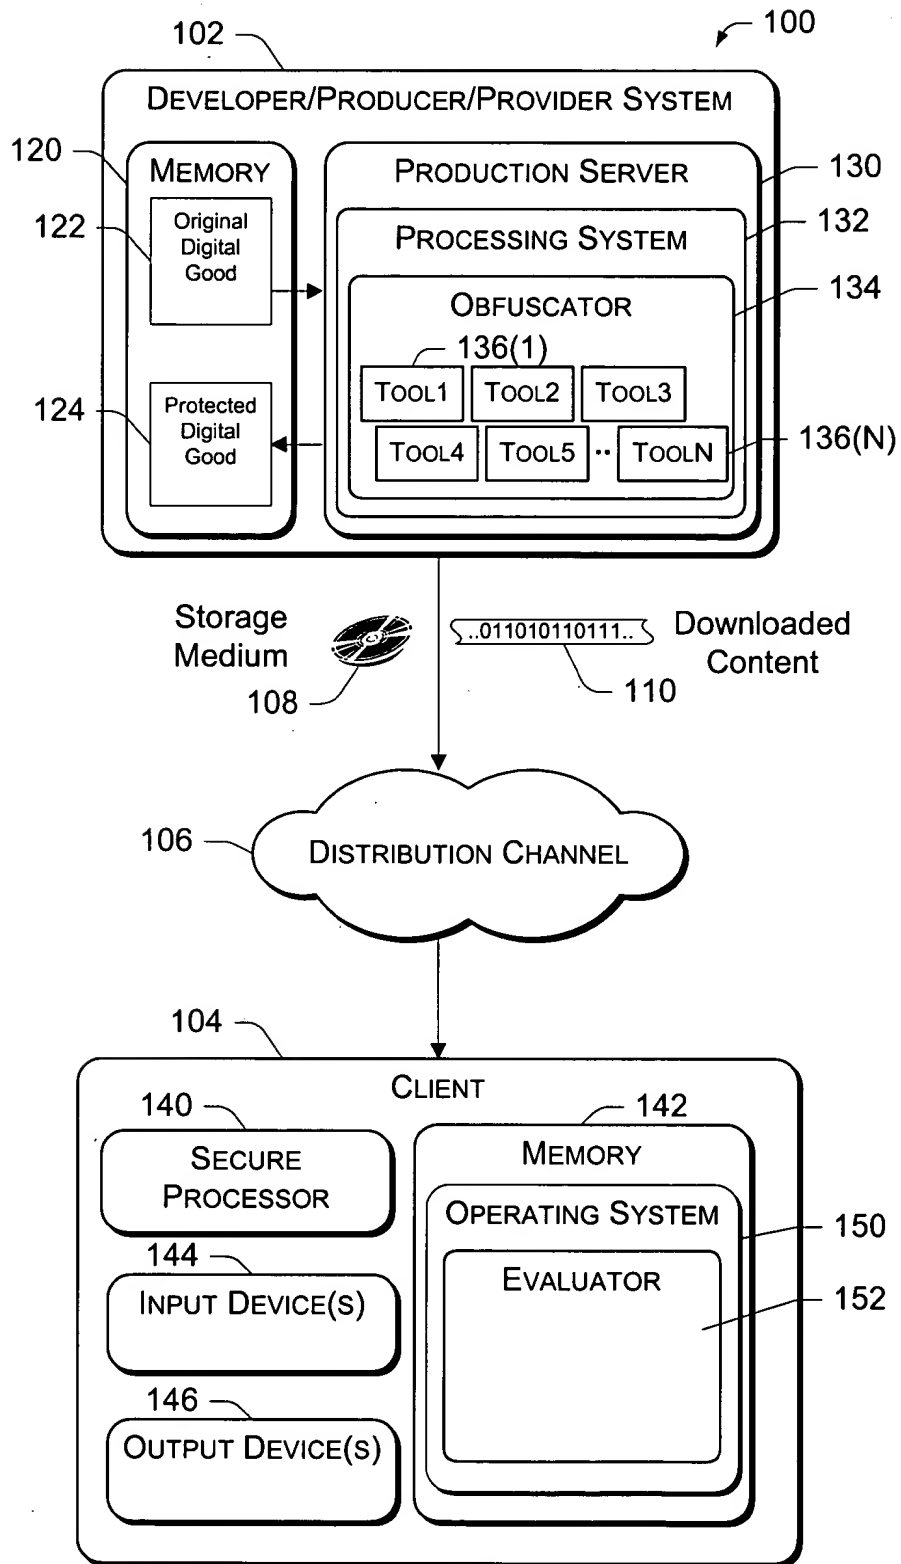 100
102
DEVELOPER/PRODUCER/PROVIDER SYSTEM
120
MEMORY
122
Original
Digital
Good
124
Protected
Digital
Good
PRODUCTION SERVER
130
PROCESSING SYSTEM
132
OBFUSCATOR
134
136(1)
TOOL1
TOOL2
TOOL3
TOOL4
TOOL5
..
TOOLN
136(N)
Storage
Medium
108
..011010110111..
110
Downloaded
Content
106
DISTRIBUTION CHANNEL
104
CLIENT
140
SECURE
PROCESSOR
144
INPUT DEVICE(S)
146
OUTPUT DEVICE(S)
142
MEMORY
OPERATING SYSTEM
150
EVALUATOR
152